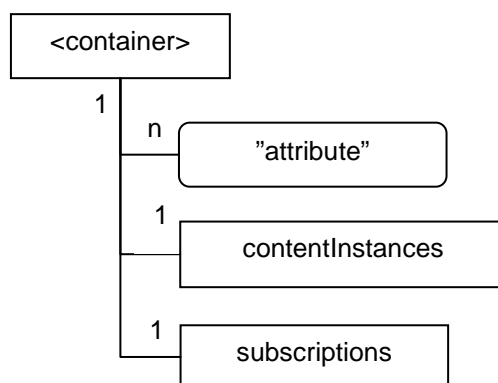 <container>
1
n
”attribute”
1
contentInstances
1
subscriptions